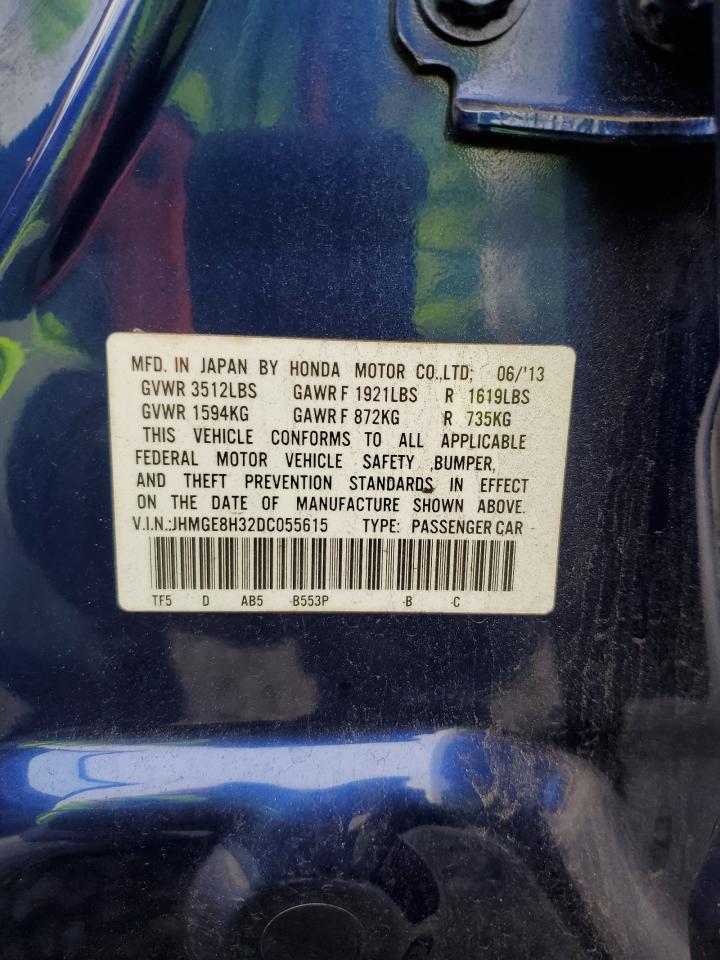 MFD. IN JAPAN BY HONDA MOTOR CO.,LTD; 06/'13
GVWR 3512LBS GAWR F 1921LBS R 1619LBS
GVWR 1594KG GAWR F 872KG R 735KG
THIS VEHICLE CONFORMS TO ALL APPLICABLE
FEDERAL MOTOR VEHICLE SAFETY ,BUMPER,
AND THEFT PREVENTION STANDARDS IN EFFECT
ON THE DATE OF MANUFACTURE SHOWN ABOVE.
V.I.N.:JHMGE8H32DC055615 TYPE: PASSENGER CAR
TF5 D AB5 -B553P -B -C